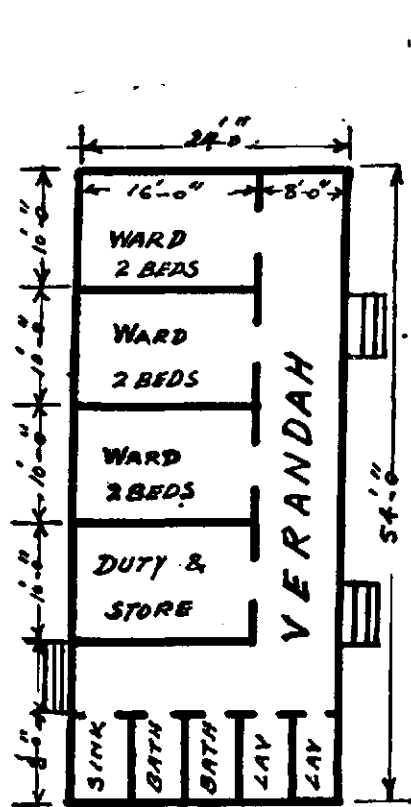 24'-0"
16'-0"
8'-0"
10'-0"
WARD
2 BEDS
10'-0"
WARD
2 BEDS
10'-0"
WARD
2 BEDS
10'-0"
DUTY &
STORE
VERANDAH
54'-0"
8'-0"
SINK
BATH
BATH
LAV
LAV